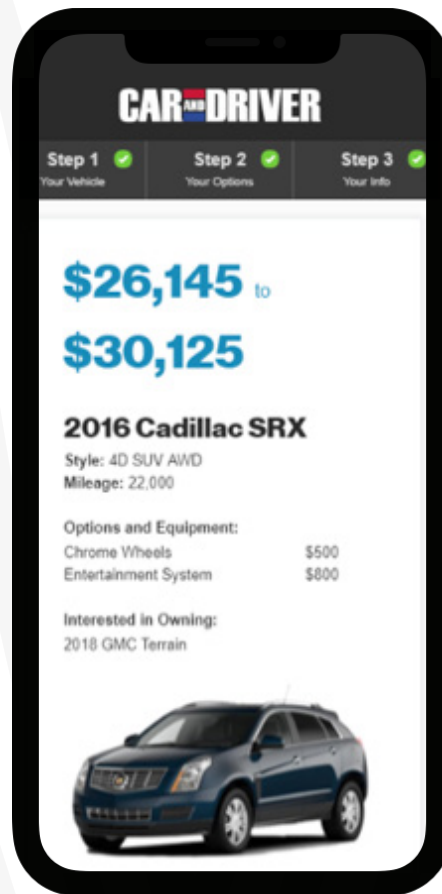 CAR AND DRIVER
Step 1 Step 2 Step 3
Your Vehicle Your Options Your Info
$26,145 to
$30,125
2016 Cadillac SRX
Style: 4D SUV AWD
Mileage: 22,000
Options and Equipment:
Chrome Wheels $500
Entertainment System $800
Interested in Owning:
2018 GMC Terrain